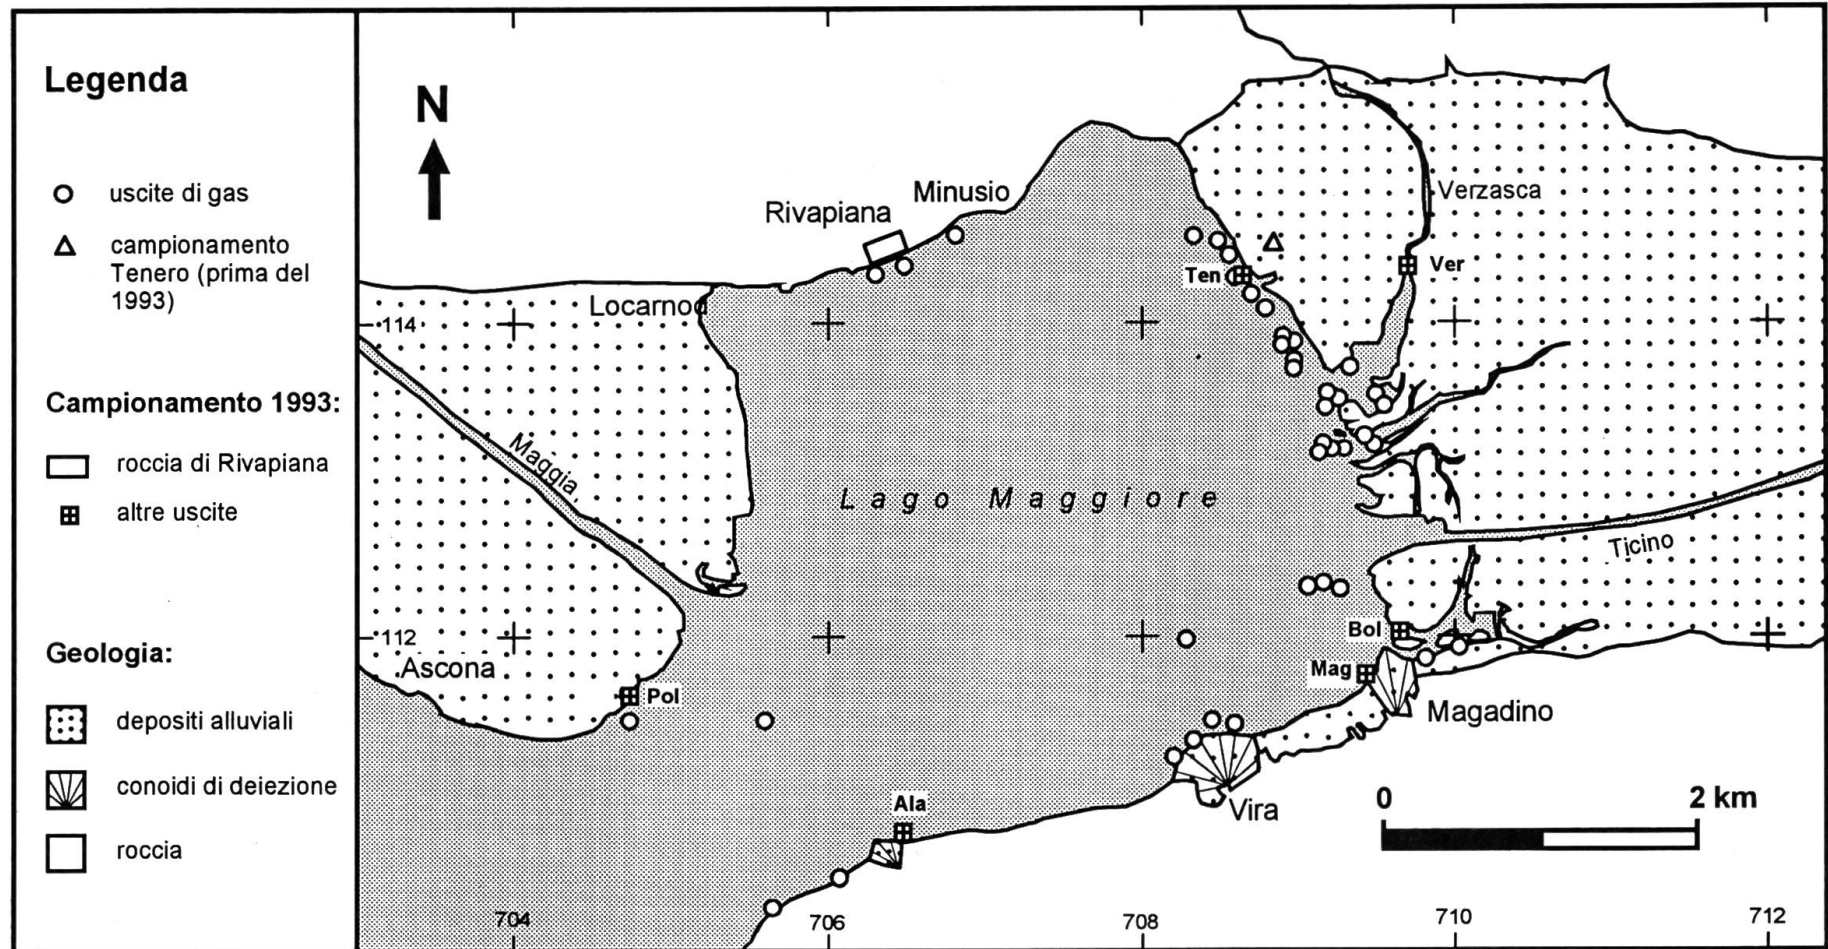 Legenda
uscite di gas
campionamento
Tenero (prima del
1993)
Campionamento 1993:
roccia di Rivapiana
altre uscite
Geologia:
depositi alluviali
conoidi di deiezione
roccia
N
Rivapiana
Minusio
Verzasca
Ten
Ver
Locarno
114
Maggia
Lago Maggiore
Ticino
112
Ascona
Pol
Bol
Mag
Magadino
Vira
Ala
0 2 km
704 706 708 710 712